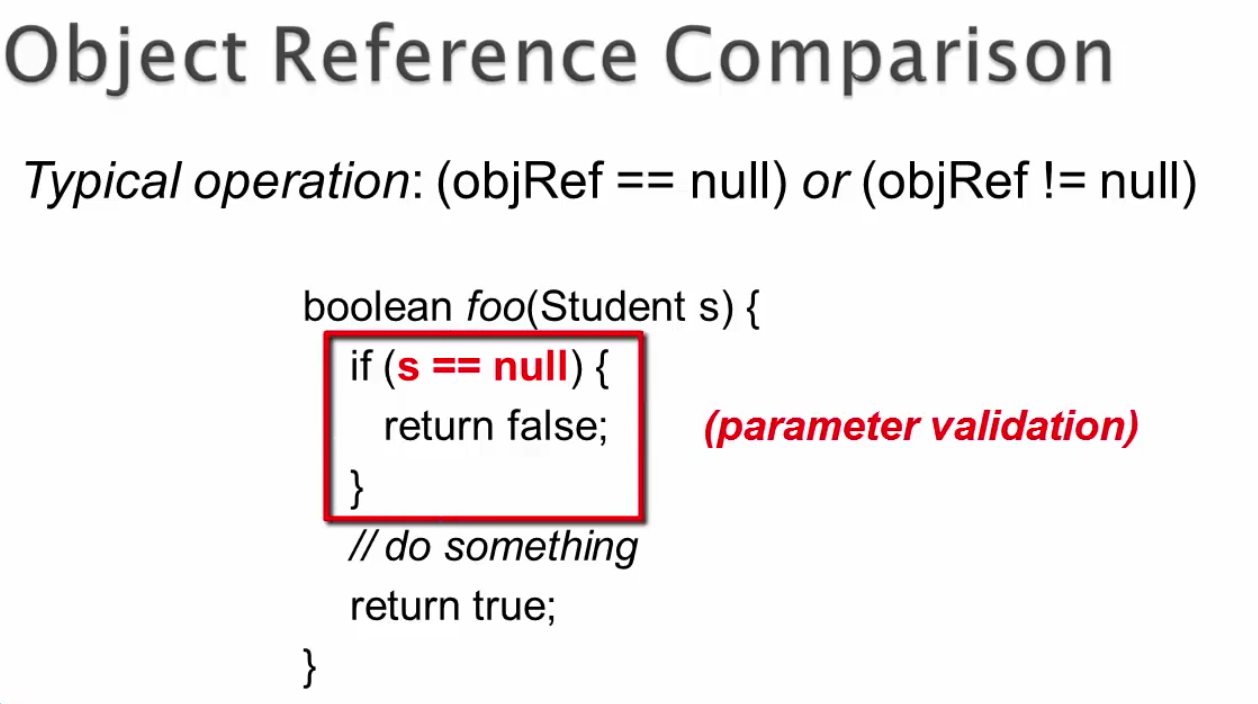 Object Reference Comparison
Typical operation: (objRef == null) or (objRef != null)
boolean foo(Student s) {
if (s == null) {
return false;
(parameter validation)
}
// do something
return true;
}